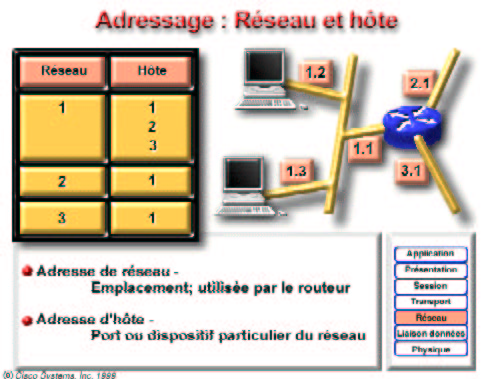 Adressage : Réseau et hôte
Réseau Hôte
1 1
2
3
2 1
3 1
1.2
2.1
1.1
1.3
3.1
Adresse de réseau -
Emplacement; utilisée par le routeur
Adresse d'hôte -
Port ou dispositif particulier du réseau
Application
Présentation
Session
Transport
Réseau
Liaison données
Physique
(c) Cisco Systems, Inc. 1999